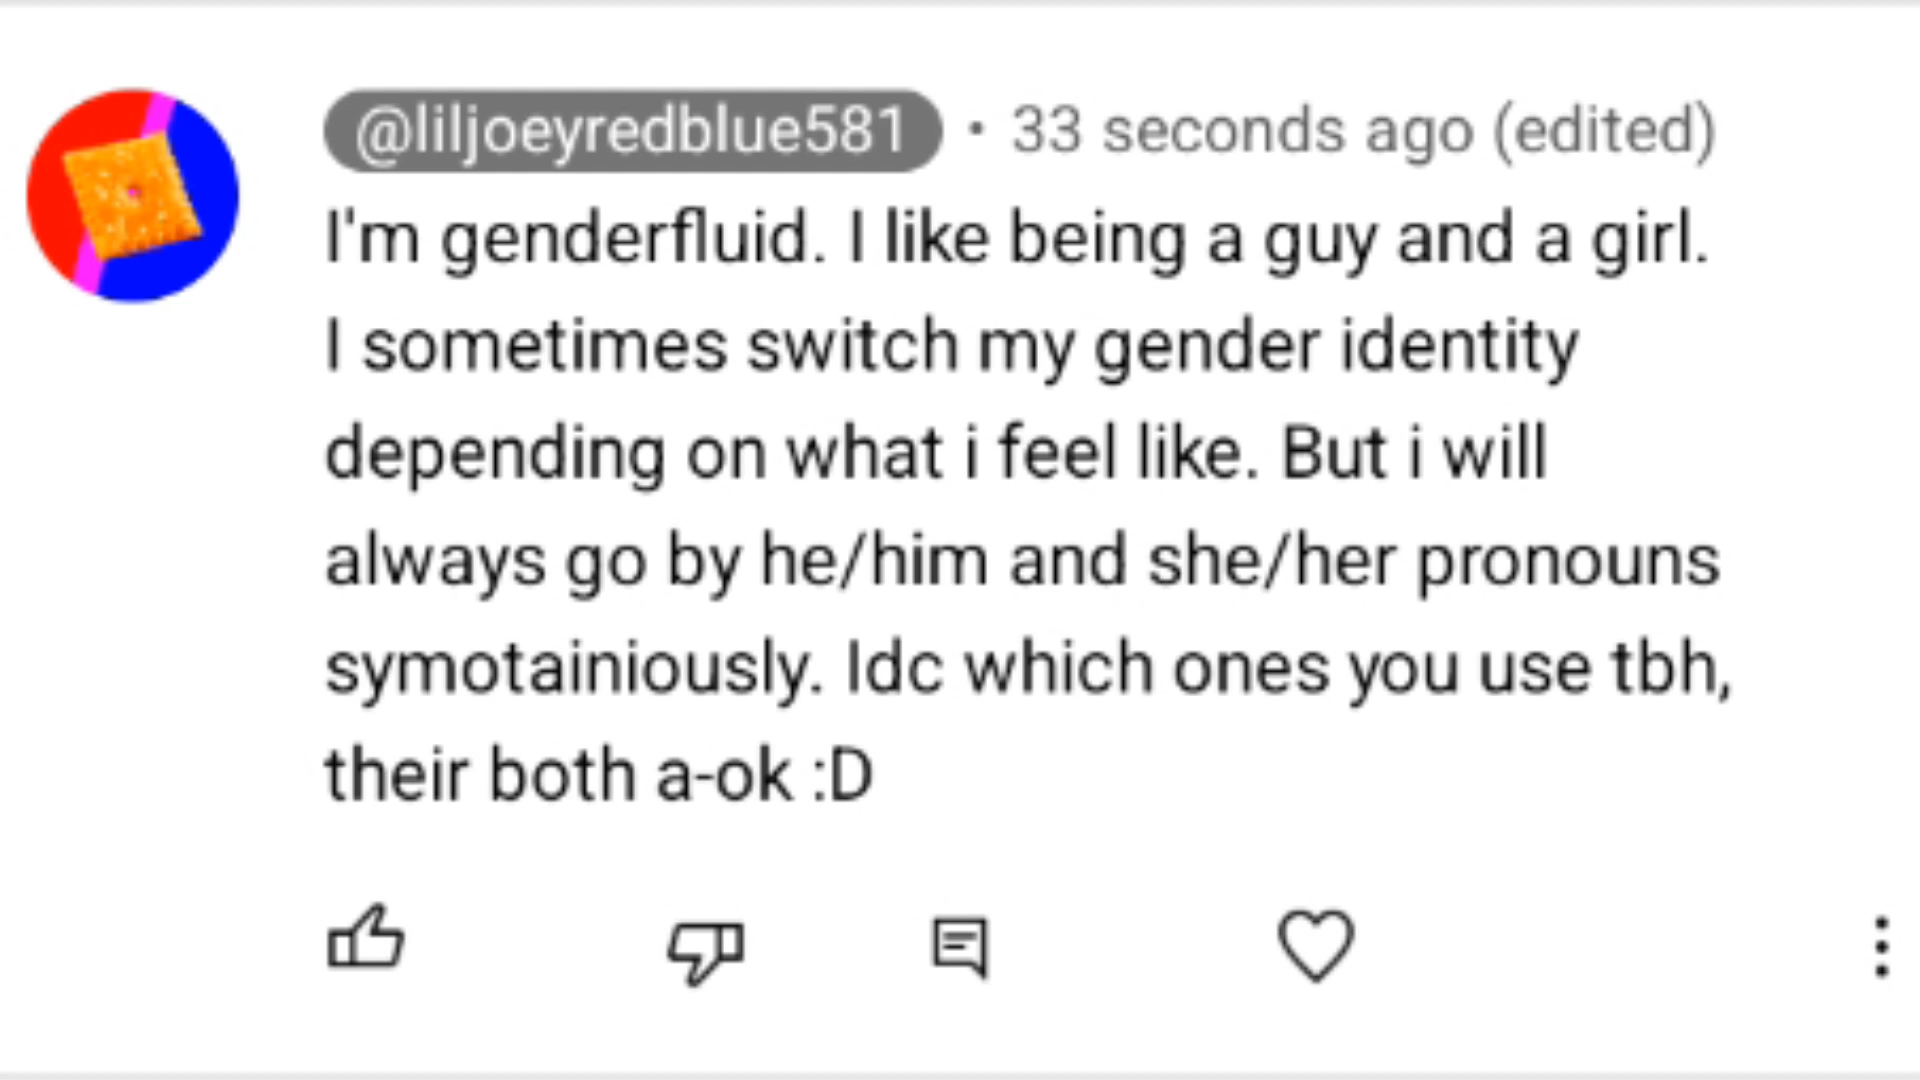 @liljoeyredblue581 • 33 seconds ago (edited)
I'm genderfluid. I like being a guy and a girl.
I sometimes switch my gender identity
depending on what i feel like. But i will
always go by he/him and she/her pronouns
symotainiously. Idc which ones you use tbh,
their both a-ok :D